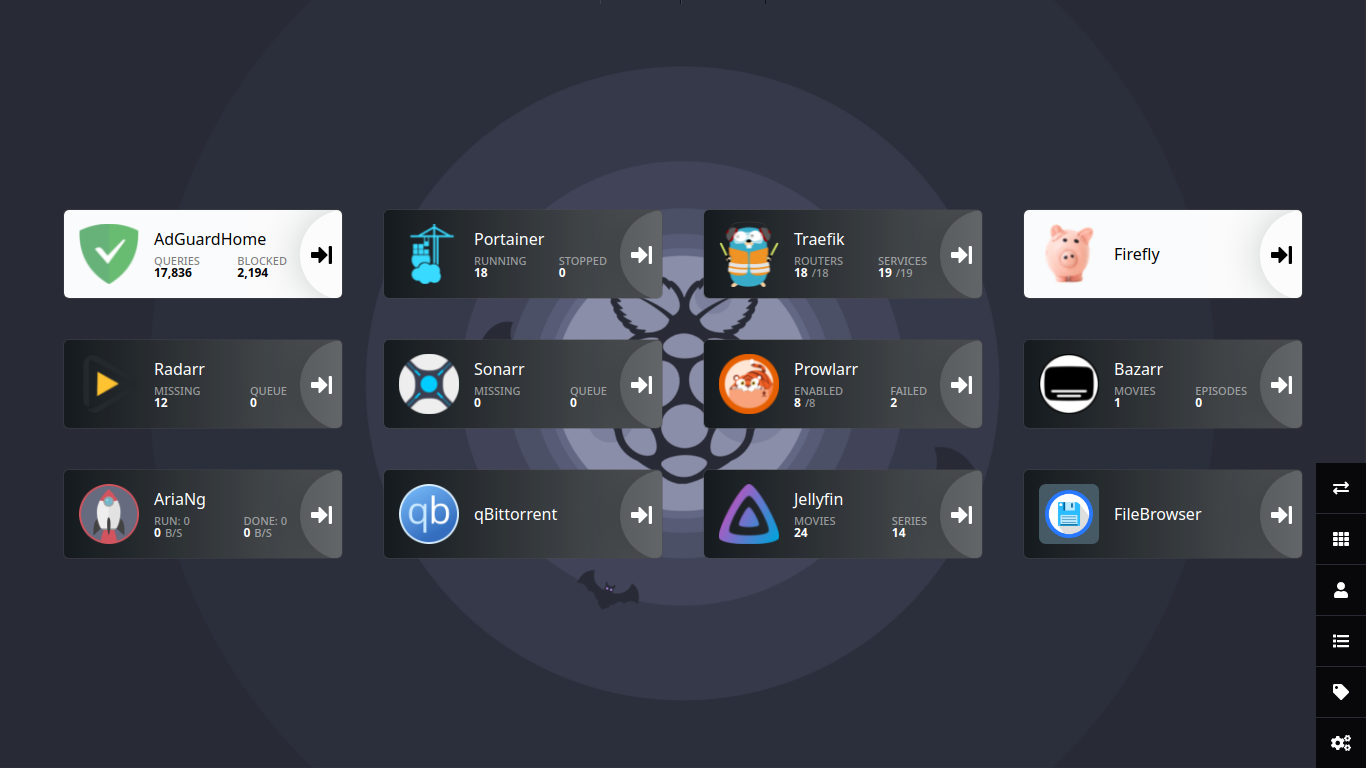 AdGuardHome
QUERIES BLOCKED
17,836 2,194
Portainer
RUNNING STOPPED
18 0
Traefik
ROUTERS SERVICES
18 /18 19 /19
Firefly
Radarr
MISSING QUEUE
12 0
Sonarr
MISSING QUEUE
0 0
Prowlarr
ENABLED FAILED
8 /8 2
Bazarr
MOVIES EPISODES
1 0
AriaNg
RUN: 0 DONE: 0
0 B/S 0 B/S
qb
qBittorrent
Jellyfin
MOVIES SERIES
24 14
FileBrowser